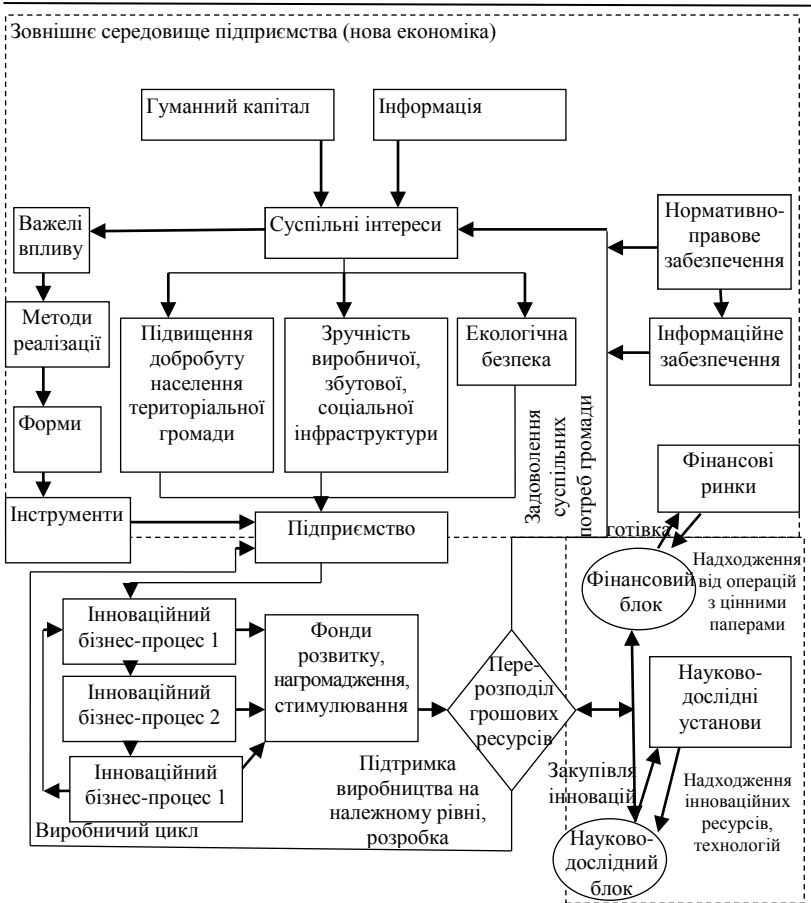 Зовнішнє середовище підприємства (нова економіка)
Гуманний капітал
Інформація
Важелі
впливу
Суспільні інтереси
Нормативно-
правове
забезпечення
Методи
реалізації
Підвищення
добробуту
населення
територіальної
громади
Зручність
виробничої,
збутової,
соціальної
інфраструктури
Екологічна
безпека
Інформаційне
забезпечення
Форми
Задоволення
суспільних
потреб громади
Фінансові
ринки
Інструменти
Підприємство
готівка
Фінансовий
блок
Надходження
від операцій
з цінними
паперами
Інноваційний
бізнес-процес 1
Фонди
розвитку,
нагромадження,
стимулювання
Інноваційний
бізнес-процес 2
Пере-
розподіл
грошових
ресурсів
Науково-
дослідні
установи
Інноваційний
бізнес-процес 1
Виробничий цикл
Підтримка
виробництва на
належному рівні,
розробка
Закупівля
інновацій
Надходження
інноваційних
ресурсів,
технологій
Науково-
дослідний
блок